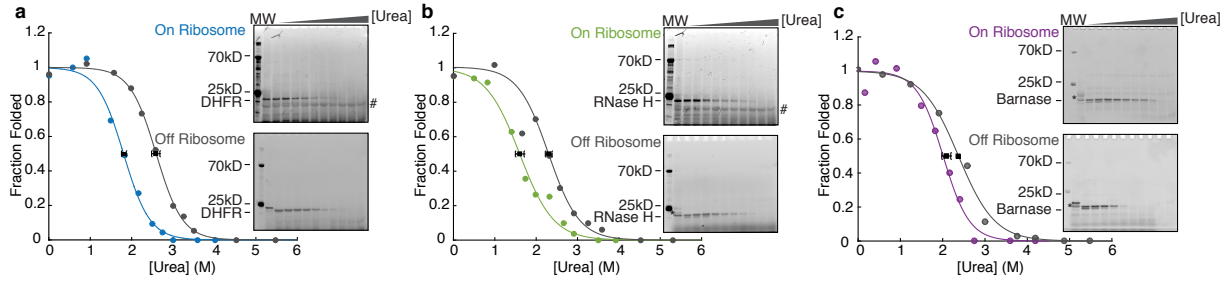 a
MW [Urea]
On Ribosome
70kD
25kD
DHFR
#
Off Ribosome
70kD
25kD
DHFR
1.2
1
0.8
0.6
0.4
0.2
0
Fraction Folded
0 1 2 3 4 5 6
[Urea] (M)
b
MW [Urea]
On Ribosome
70kD
25kD
RNase H
#
Off Ribosome
70kD
25kD
RNase H
1.2
1
0.8
0.6
0.4
0.2
0
Fraction Folded
0 1 2 3 4 5 6
[Urea] (M)
c
MW [Urea]
On Ribosome
70kD
25kD
Barnase
*
Off Ribosome
70kD
25kD
Barnase
*
1.2
1
0.8
0.6
0.4
0.2
0
Fraction Folded
0 1 2 3 4 5 6
[Urea] (M)